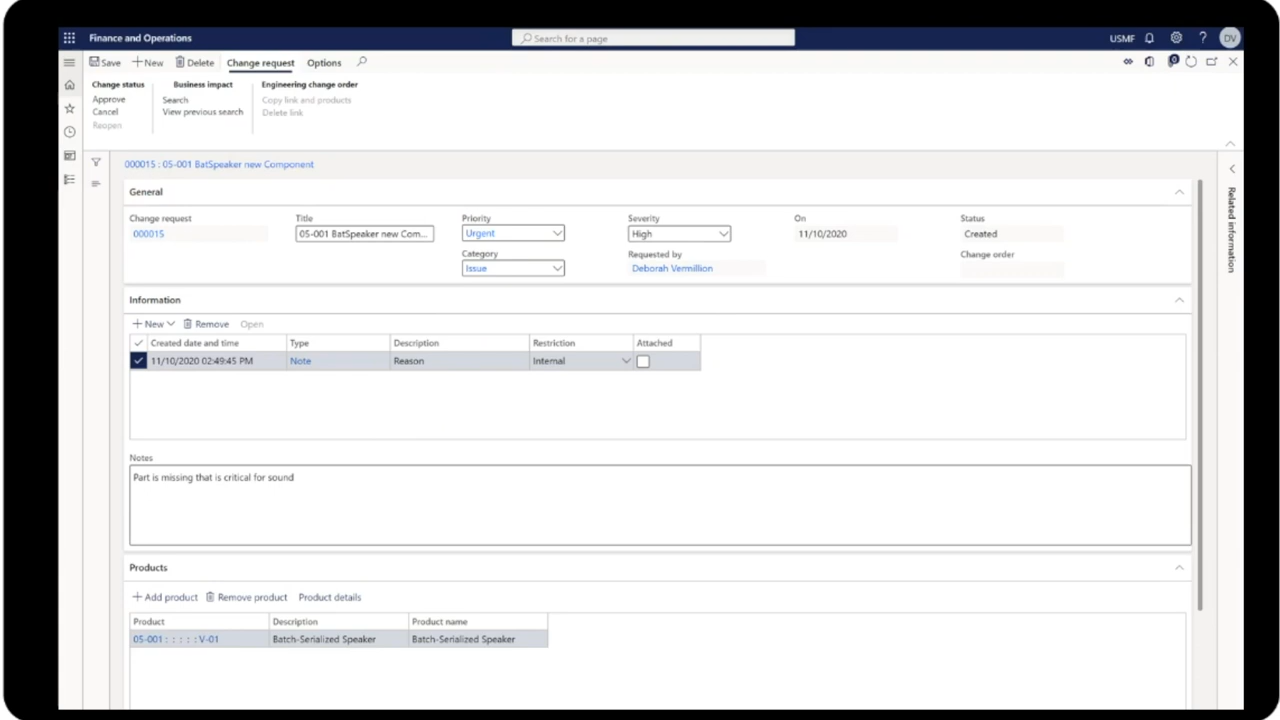 Finance and Operations
Search for a page
USMF
?
DV
Save
New
Delete
Change request
Options
Change status
Business impact
Engineering change order
Approve
Search
Copy link and products
Cancel
View previous search
Delete link
Reopen
000015 : 05-001 BatSpeaker new Component
Related information
General
Change request
Title
Priority
Severity
On
Status
000015
05-001 BatSpeaker new Com...
Urgent
High
11/10/2020
Created
Category
Requested by
Change order
Issue
Deborah Vermillion
Information
New
Remove
Open
Created date and time
Type
Description
Restriction
Attached
11/10/2020 02:49:45 PM
Note
Reason
Internal
Notes
Part is missing that is critical for sound
Products
Add product
Remove product
Product details
Product
Description
Product name
05-001 : : : : : V-01
Batch-Serialized Speaker
Batch-Serialized Speaker